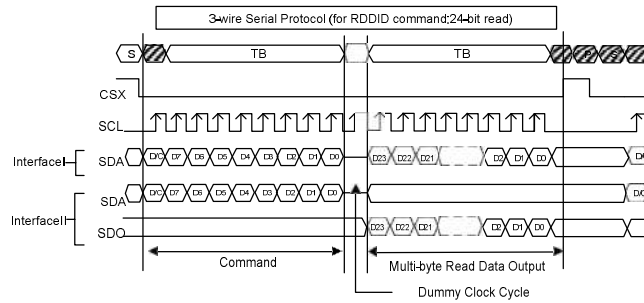 3-wire Serial Protocol (for RDDID command;24-bit read)
S TB TB P S
CSX
SCL
InterfaceI SDA D/C D7 D6 D5 D4 D3 D2 D1 D0 D23 D22 D21 D2 D1 D0
SDA D/C D7 D6 D5 D4 D3 D2 D1 D0
InterfaceII
SDO D23 D22 D21 D2 D1 D0
Command Multi-byte Read Data Output
Dummy Clock Cycle